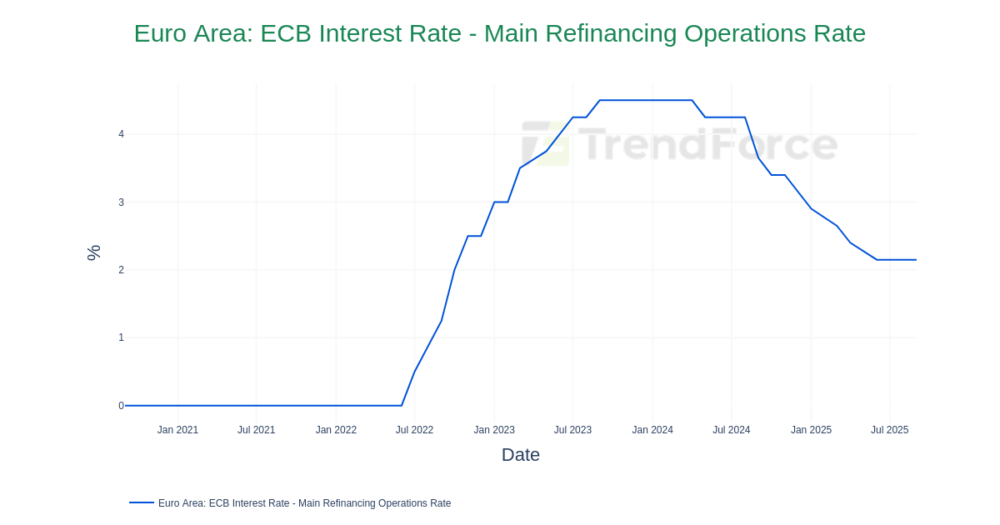 Euro Area: ECB Interest Rate - Main Refinancing Operations Rate
TrendForce
4
3
2
1
0
%
Jan 2021 Jul 2021 Jan 2022 Jul 2022 Jan 2023 Jul 2023 Jan 2024 Jul 2024 Jan 2025 Jul 2025
Date
Euro Area: ECB Interest Rate - Main Refinancing Operations Rate